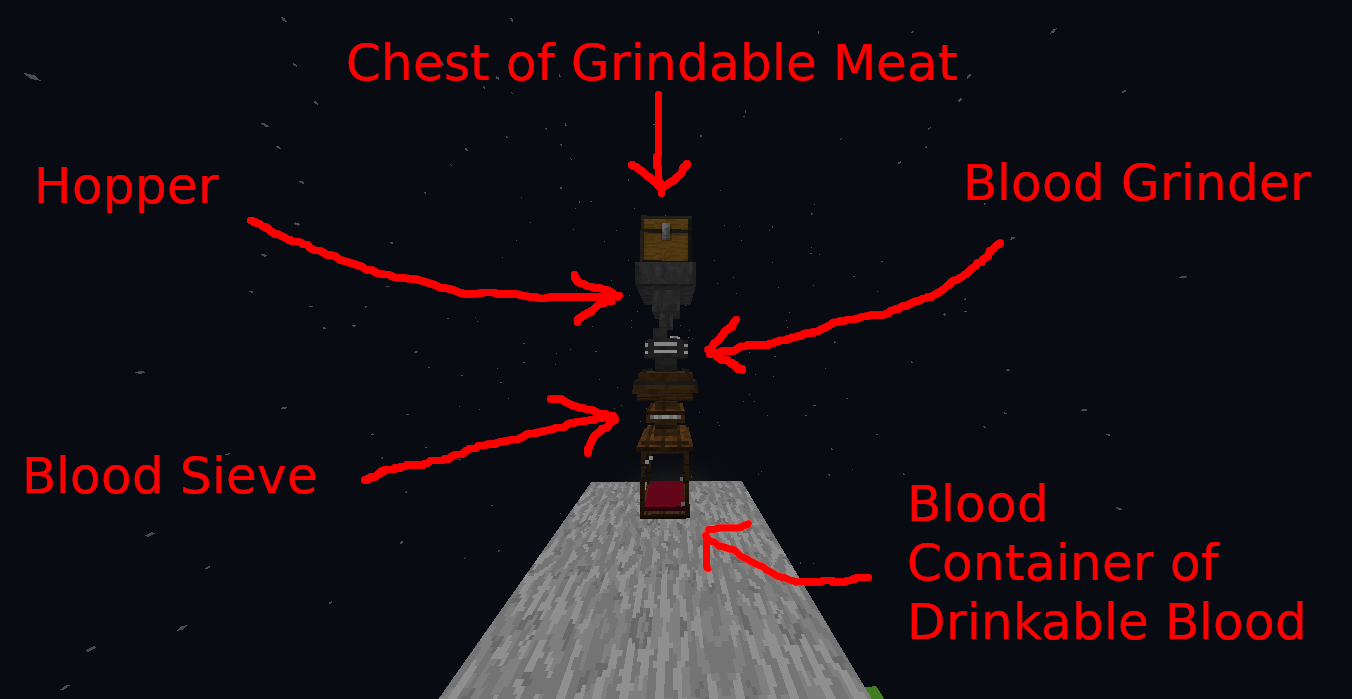 Chest of Grindable Meat
Hopper
Blood Grinder
Blood Sieve
Blood
Container of
Drinkable Blood